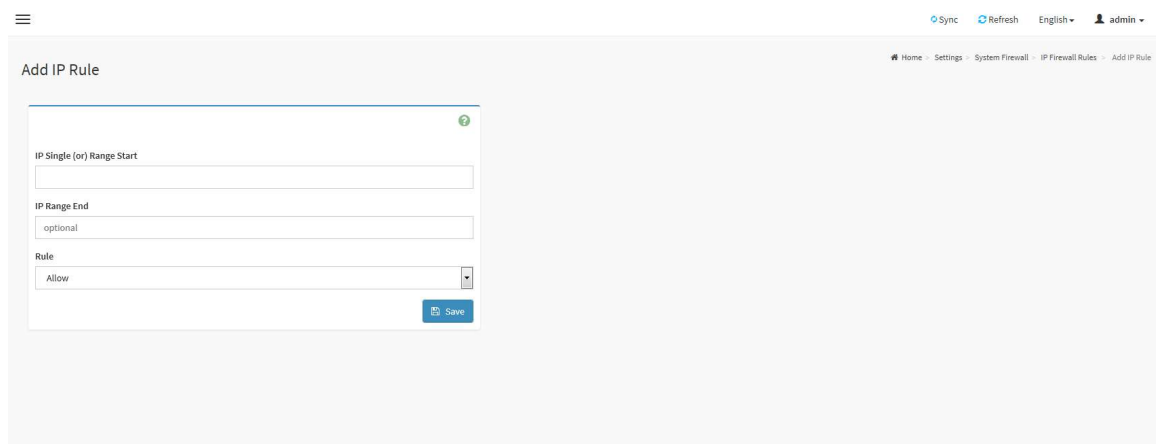 Sync Refresh English admin
Add IP Rule
Home > Settings > System Firewall > IP Firewall Rules > Add IP Rule
IP Single (or) Range Start
IP Range End
optional
Rule
Allow
Save